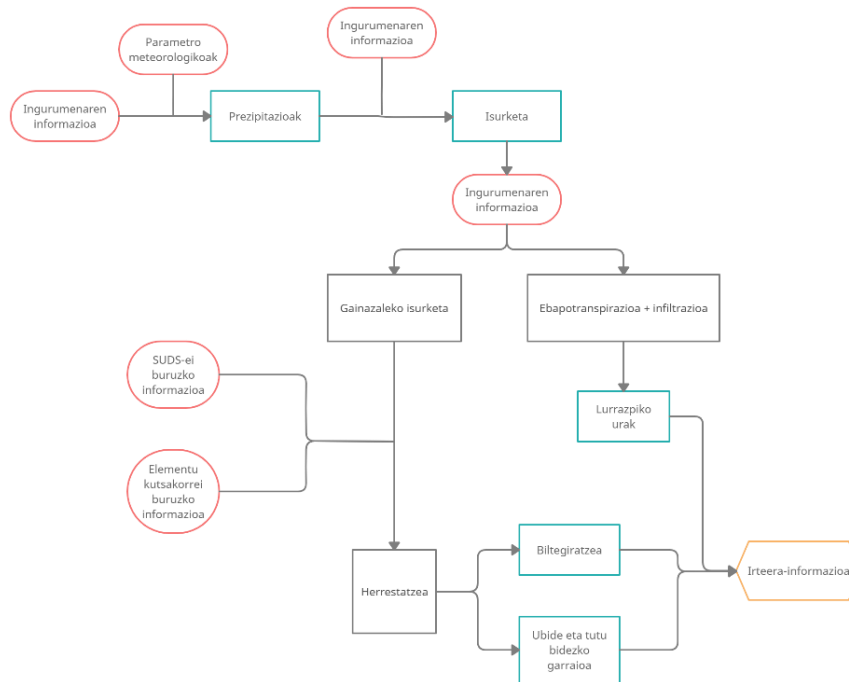 Ingurumenaren
informazioa
Parametro
meteorologikoak
Ingurumenaren
informazioa
Prezipitazioak
Isurketa
Ingurumenaren
informazioa
Gainazaleko isurketa
Ebapotranspirazioa + infiltrazioa
SUDS-ei
buruzko
informazioa
Lurrazpiko
urak
Elementu
kutsakorrei
buruzko
informazioa
Herrestatzea
Biltegiratzea
Irteera-informazioa
Ubide eta tutu
bidezko
garraioa